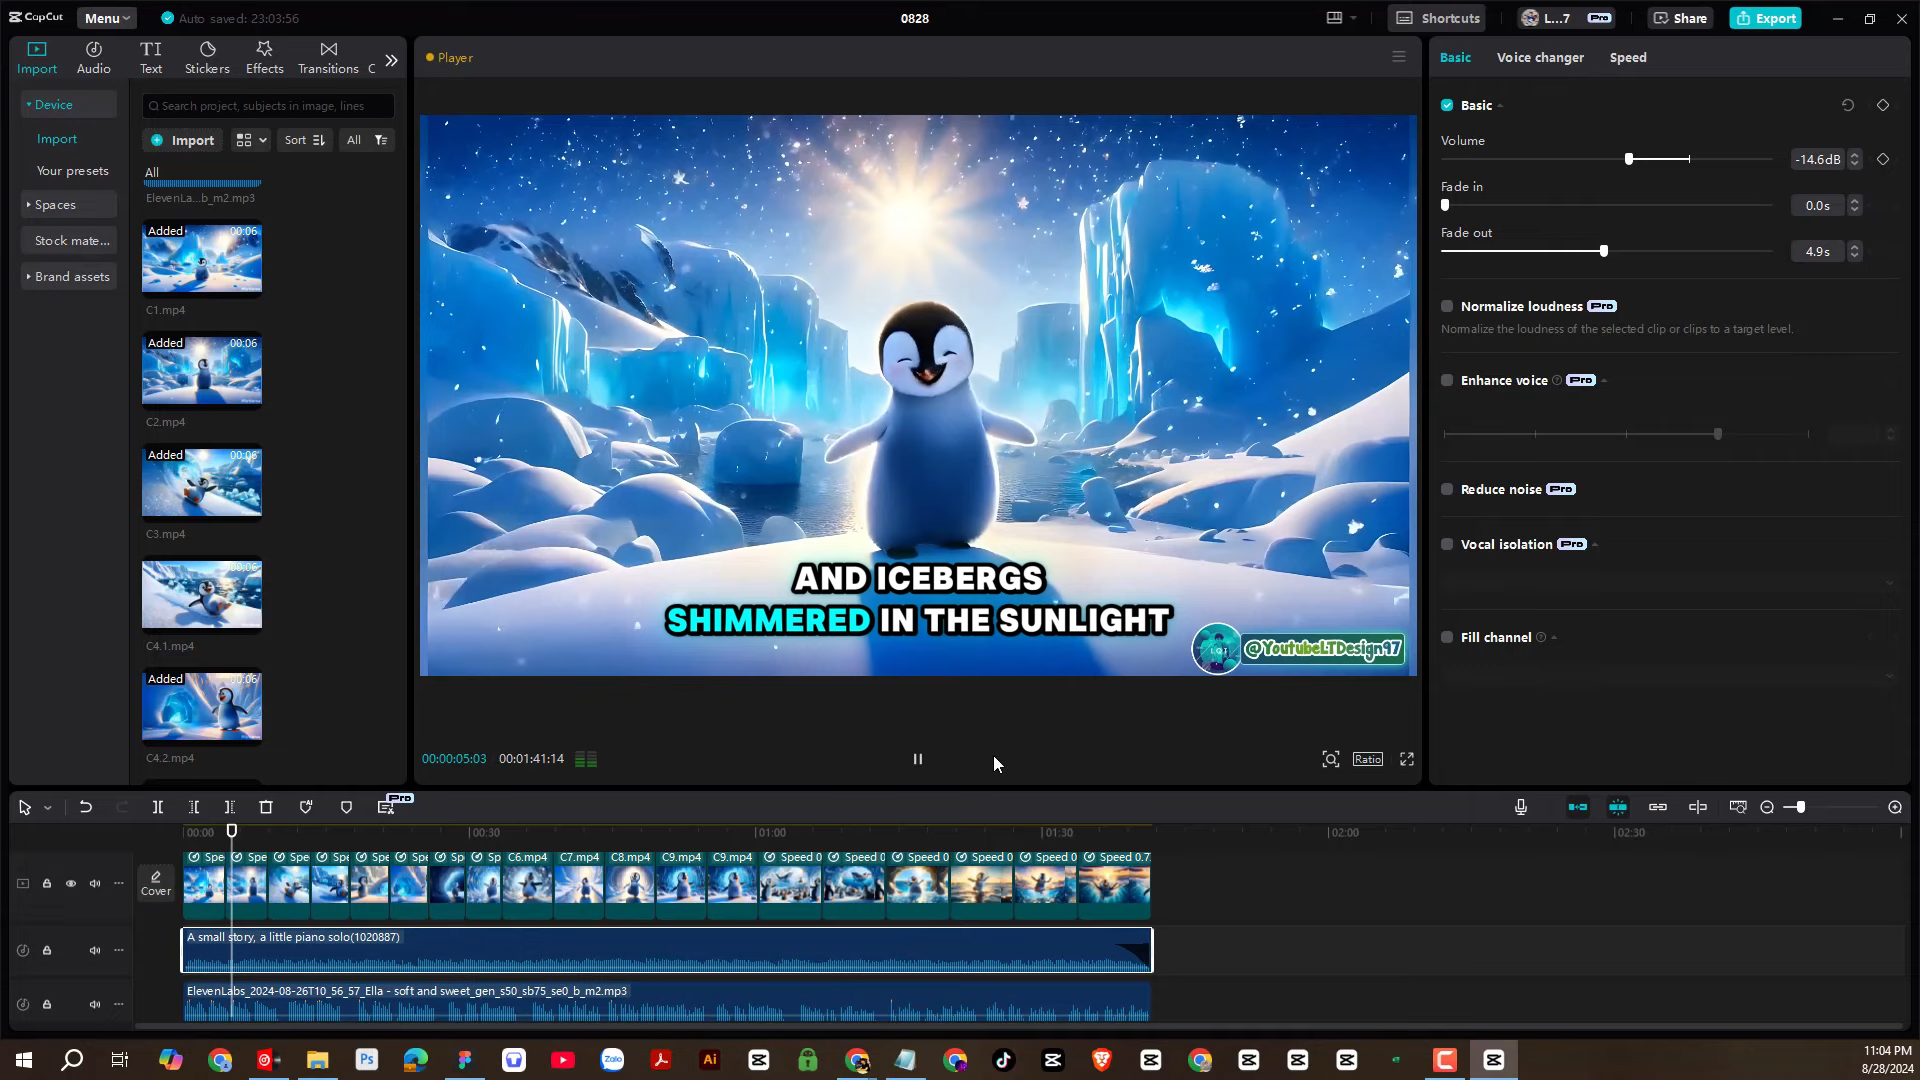 CapCut
Menu
Auto saved: 23:03:56
0828
Shortcuts
L...7
Pro
Share
Export
Import
Audio
Text
Stickers
Effects
Transitions
C
Player
Basic
Voice changer
Speed
Device
Import
Your presets
Spaces
Stock mate...
Brand assets
Search project, subjects in image, lines
Import
Sort
All
All
ElevenLa...b_m2.mp3
Added
00:06
C1.mp4
Added
00:06
C2.mp4
Added
00:06
C3.mp4
Added
00:06
C4.1.mp4
Added
00:06
C4.2.mp4
AND ICEBERGS
SHIMMERED IN THE SUNLIGHT
LQT
@YoutubeLTDesign97
00:00:05:03
00:01:41:14
Ratio
Basic
Volume
-14.6dB
Fade in
0.0s
Fade out
4.9s
Normalize loudness Pro
Normalize the loudness of the selected clip or clips to a target level.
Enhance voice Pro
Reduce noise Pro
Vocal isolation Pro
Fill channel
Pro
00:00
00:30
01:00
01:30
02:00
02:30
Cover
Spe
Spe
Spe
Spe
Spe
Spe
Sp
Sp
C6.mp4
C7.mp4
C8.mp4
C9.mp4
C9.mp4
Speed 0
Speed 0
Speed 0
Speed 0
Speed 0
Speed 0.7
A small story, a little piano solo(1020887)
ElevenLabs_2024-08-26T10_56_57_Ella - soft and sweet_gen_s50_sb75_se0_b_m2.mp3
Ps
Zalo
Ai
11:04 PM
8/28/2024